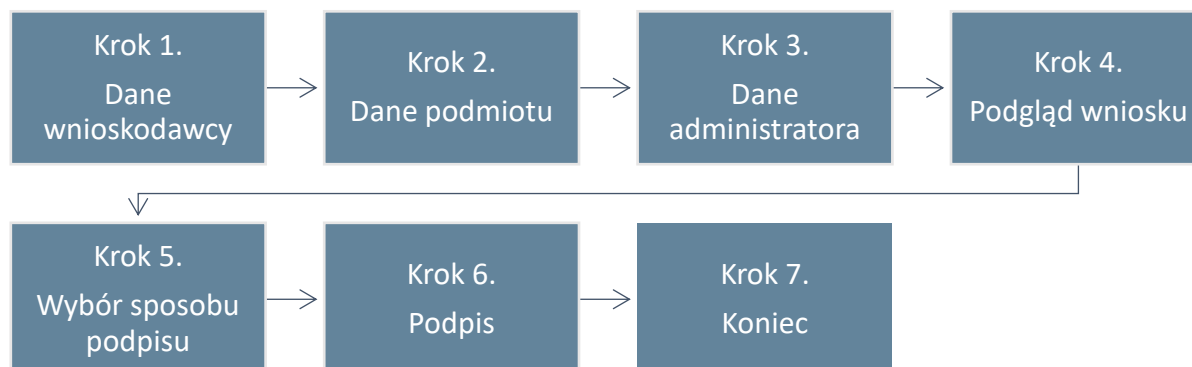 Krok 1.
Dane
wnioskodawcy
Krok 2.
Dane podmiotu
Krok 3.
Dane
administratora
Krok 4.
Podgląd wniosku
Krok 5.
Wybór sposobu
podpisu
Krok 6.
Podpis
Krok 7.
Koniec